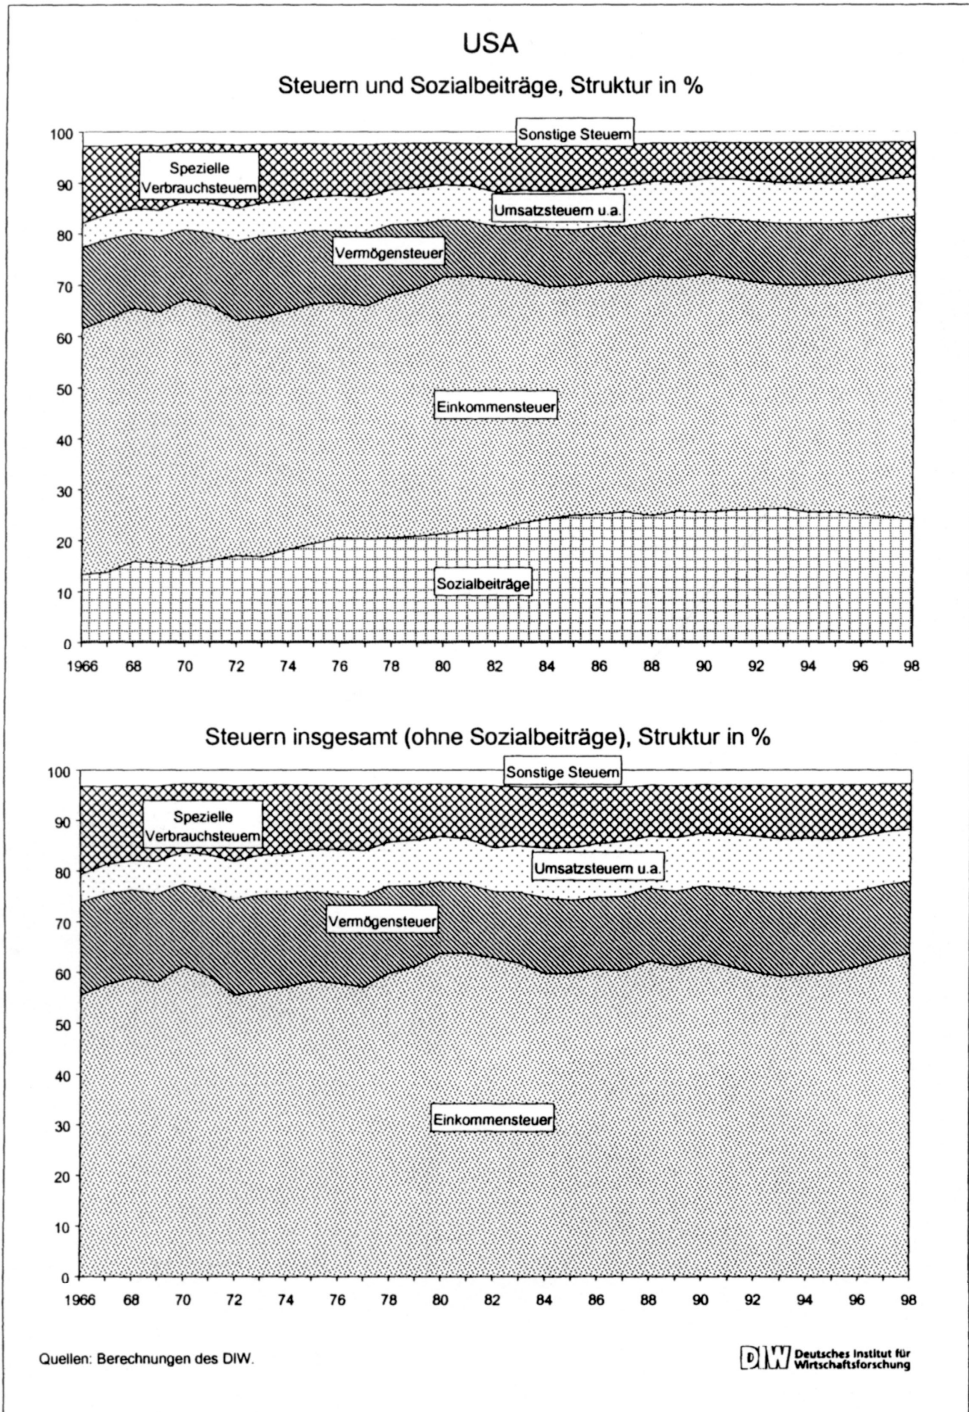 USA
Steuern und Sozialbeiträge, Struktur in %
100
90
80
70
60
50
40
30
20
10
0
Sonstige Steuern
Spezielle
Verbrauchsteuern
Umsatzsteuern u.a.
Vermögensteuer
Einkommensteuer
Sozialbeiträge
1966 68 70 72 74 76 78 80 82 84 86 88 90 92 94 96 98
Steuern insgesamt (ohne Sozialbeiträge), Struktur in %
100
90
80
70
60
50
40
30
20
10
0
Sonstige Steuern
Spezielle
Verbrauchsteuern
Umsatzsteuern u.a.
Vermögensteuer
Einkommensteuer
1966 68 70 72 74 76 78 80 82 84 86 88 90 92 94 96 98
Quellen: Berechnungen des DIW.
DIW Deutsches Institut für
Wirtschaftsforschung